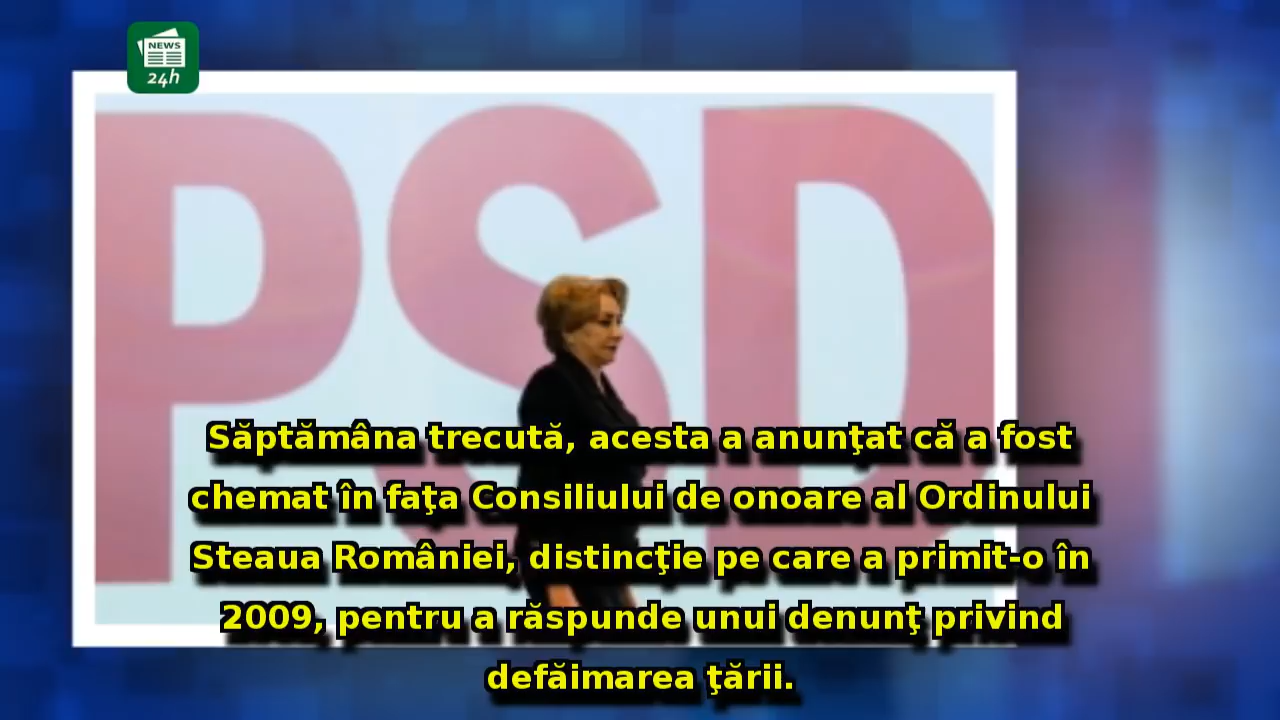 NEWS
24h
PSD
Săptămâna trecută, acesta a anunţat că a fost
chemat în faţa Consiliului de onoare al Ordinului
Steaua României, distincţie pe care a primit-o în
2009, pentru a răspunde unui denunţ privind
defăimarea ţării.